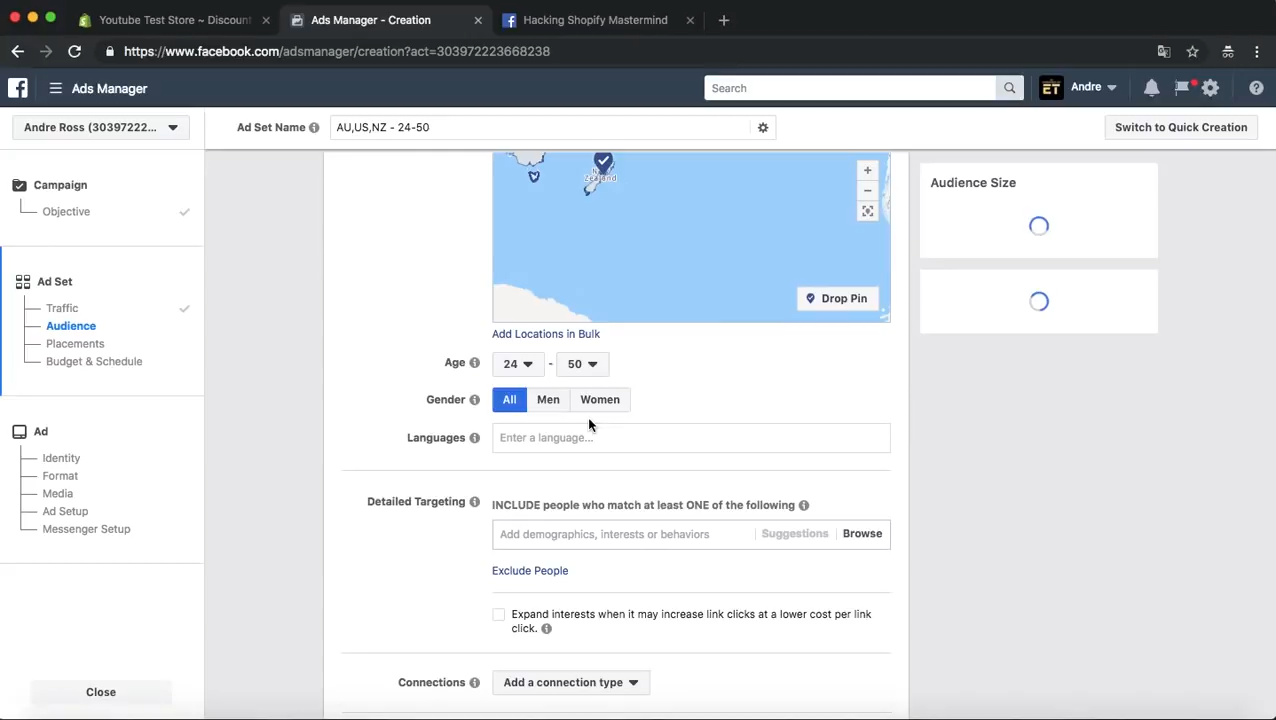 Youtube Test Store ~ Discount
Ads Manager - Creation
Hacking Shopify Mastermind
https://www.facebook.com/adsmanager/creation?act=303972223668238
Ads Manager
Search
ET
Andre
Andre Ross (30397222...
Ad Set Name
AU,US,NZ - 24-50
Switch to Quick Creation
Campaign
Objective
Ad Set
Traffic
Audience
Placements
Budget & Schedule
Ad
Identity
Format
Media
Ad Setup
Messenger Setup
Close
Drop Pin
Add Locations in Bulk
Age
24 - 50
Gender
All Men Women
Languages
Enter a language...
Detailed Targeting
INCLUDE people who match at least ONE of the following
Add demographics, interests or behaviors
Suggestions
Browse
Exclude People
Expand interests when it may increase link clicks at a lower cost per link
click.
Connections
Add a connection type
Audience Size